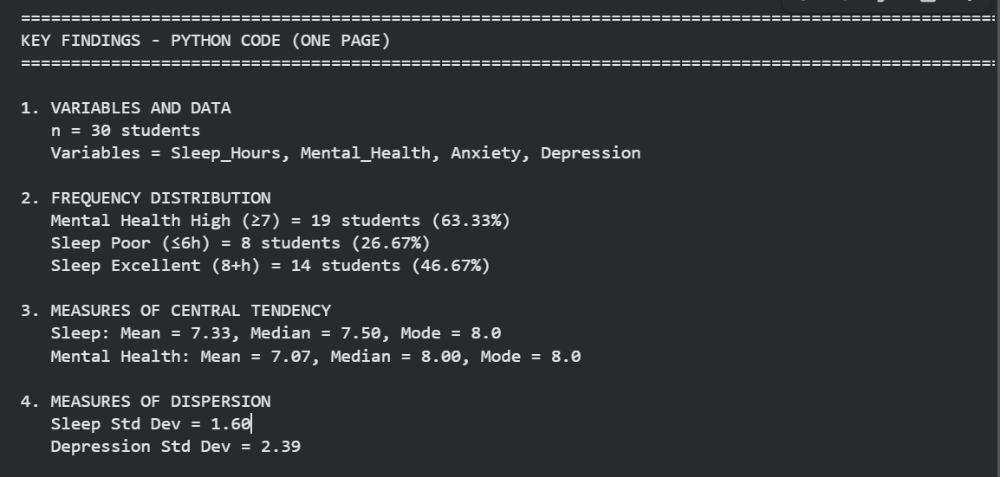 ====================================================================================================
KEY FINDINGS - PYTHON CODE (ONE PAGE)
====================================================================================================
1. VARIABLES AND DATA
n = 30 students
Variables = Sleep_Hours, Mental_Health, Anxiety, Depression
2. FREQUENCY DISTRIBUTION
Mental Health High (≥7) = 19 students (63.33%)
Sleep Poor (≤6h) = 8 students (26.67%)
Sleep Excellent (8+h) = 14 students (46.67%)
3. MEASURES OF CENTRAL TENDENCY
Sleep: Mean = 7.33, Median = 7.50, Mode = 8.0
Mental Health: Mean = 7.07, Median = 8.00, Mode = 8.0
4. MEASURES OF DISPERSION
Sleep Std Dev = 1.60
Depression Std Dev = 2.39